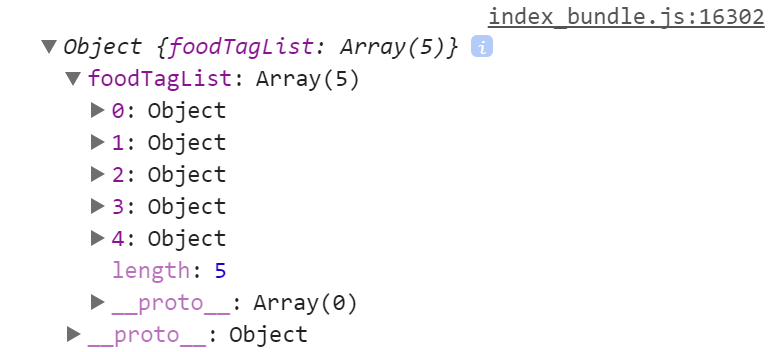 index_bundle.js:16302
▼ Object {foodTagList: Array(5)} i
▼ foodTagList: Array(5)
▶ 0: Object
▶ 1: Object
▶ 2: Object
▶ 3: Object
▶ 4: Object
length: 5
▶ __proto__: Array(0)
▶ __proto__: Object